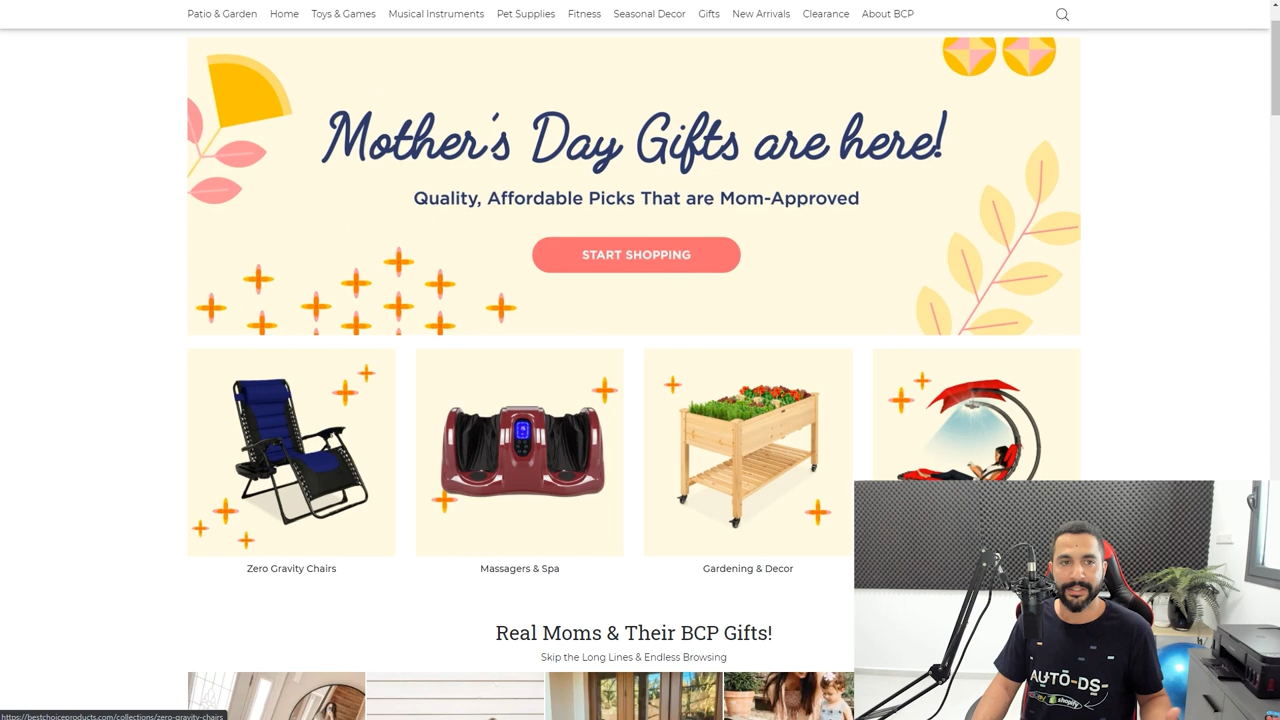 Patio & Garden Home Toys & Games Musical Instruments Pet Supplies Fitness Seasonal Decor Gifts New Arrivals Clearance About BCP
Mother's Day Gifts are here!
Quality, Affordable Picks That are Mom-Approved
START SHOPPING
Zero Gravity Chairs
Massagers & Spa
Gardening & Decor
Real Moms & Their BCP Gifts!
Skip the Long Lines & Endless Browsing
AUTO-DS
shopify
https://bestchoiceproducts.com/collections/zero-gravity-chairs